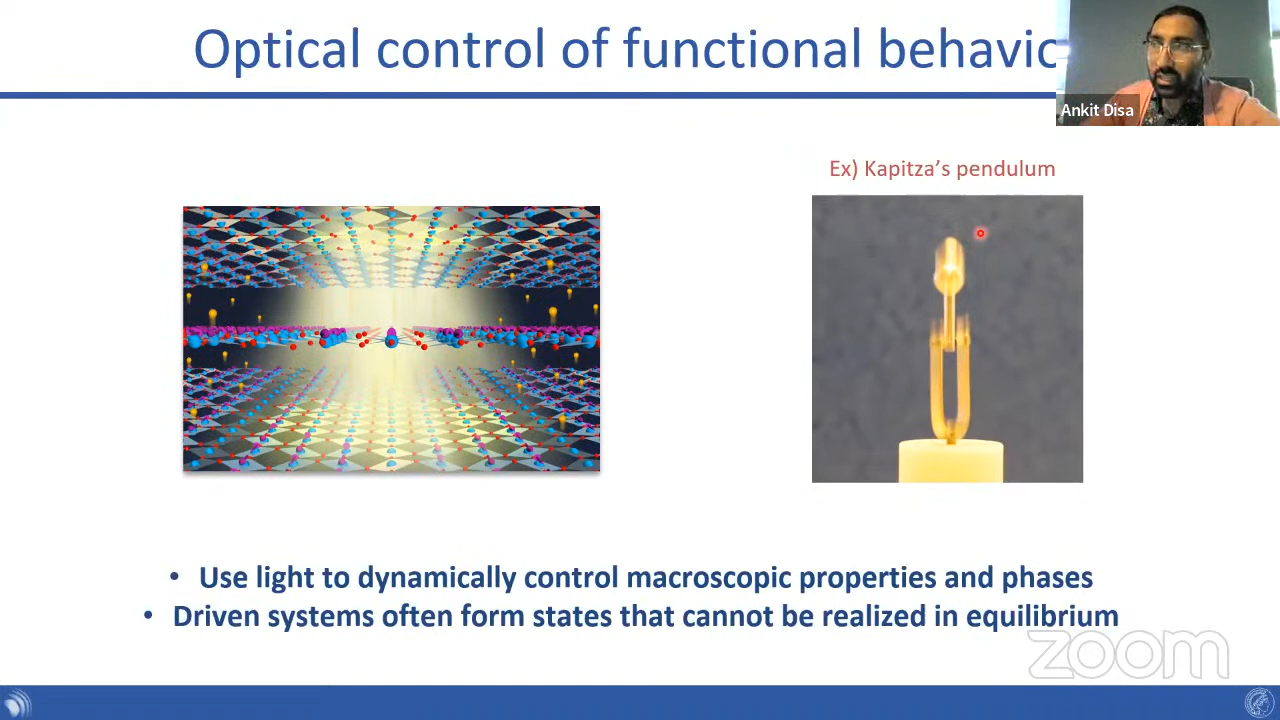 Optical control of functional behavio
Ankit Disa
Ex) Kapitza's pendulum
• Use light to dynamically control macroscopic properties and phases
• Driven systems often form states that cannot be realized in equilibrium
zoom